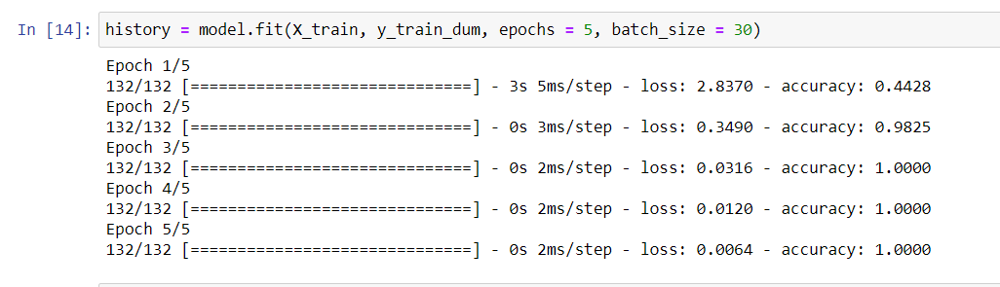 In [14]: history = model.fit(X_train, y_train_dum, epochs = 5, batch_size = 30)
Epoch 1/5
132/132 [==============================] - 3s 5ms/step - loss: 2.8370 - accuracy: 0.4428
Epoch 2/5
132/132 [==============================] - 0s 3ms/step - loss: 0.3490 - accuracy: 0.9825
Epoch 3/5
132/132 [==============================] - 0s 2ms/step - loss: 0.0316 - accuracy: 1.0000
Epoch 4/5
132/132 [==============================] - 0s 2ms/step - loss: 0.0120 - accuracy: 1.0000
Epoch 5/5
132/132 [==============================] - 0s 2ms/step - loss: 0.0064 - accuracy: 1.0000